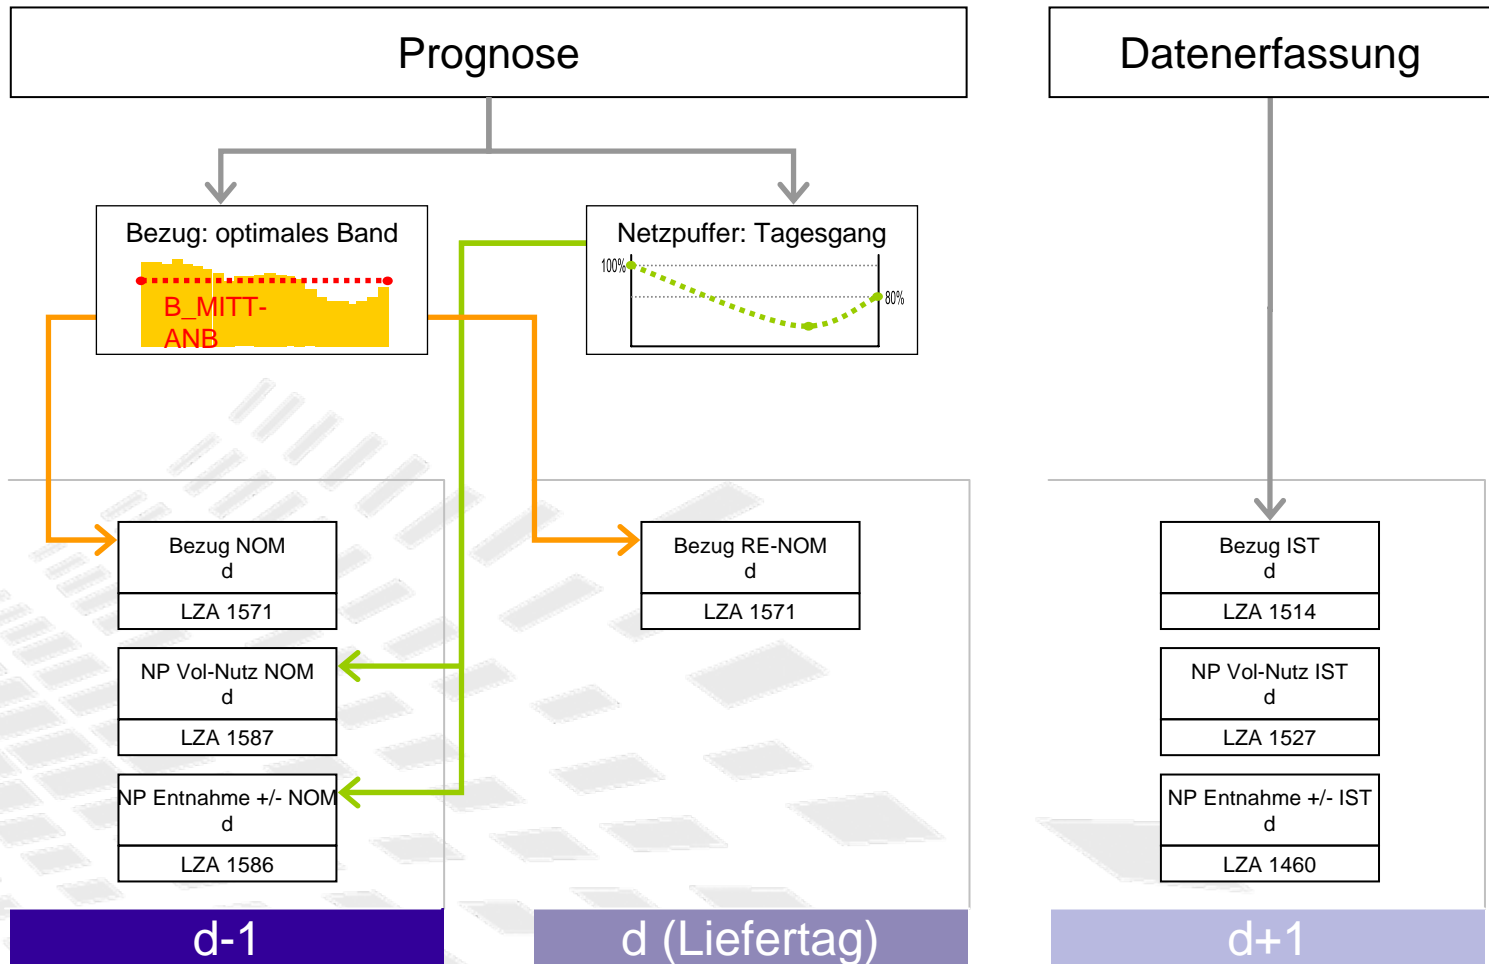 Prognose
Datenerfassung
Bezug: optimales Band
B_MITT-
ANB
Netzpuffer: Tagesgang
100%
80%
Bezug NOM
d
LZA 1571
NP Vol-Nutz NOM
d
LZA 1587
NP Entnahme +/- NOM
d
LZA 1586
Bezug RE-NOM
d
LZA 1571
Bezug IST
d
LZA 1514
NP Vol-Nutz IST
d
LZA 1527
NP Entnahme +/- IST
d
LZA 1460
d-1
d (Liefertag)
d+1